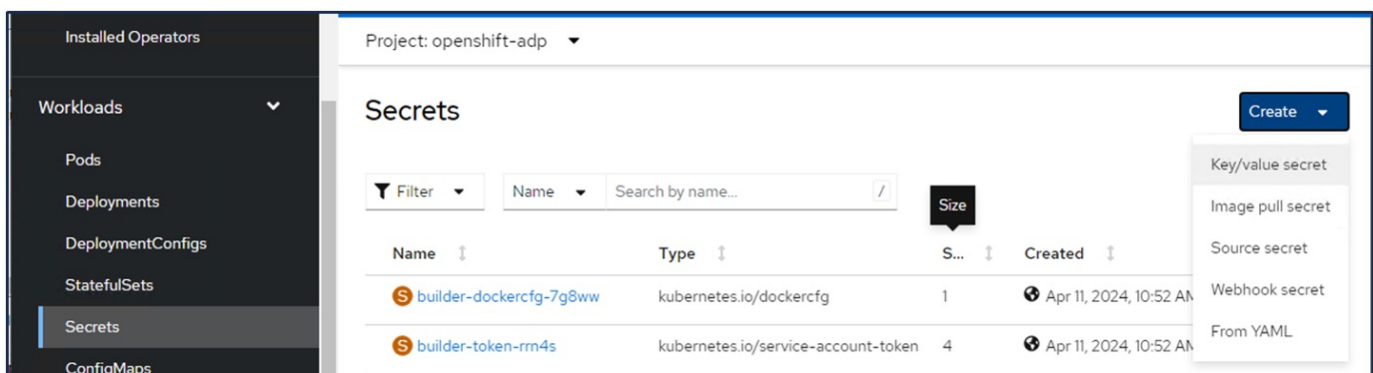 Installed Operators
Workloads
Pods
Deployments
DeploymentConfigs
StatefulSets
Secrets
ConfigMaps
Project: openshift-adp
Secrets
Create
Key/value secret
Image pull secret
Source secret
Webhook secret
From YAML
Filter
Name Search by name... /
Size
Name Type S... Created
S builder-dockercfg-7g8ww kubernetes.io/dockercfg 1 Apr 11, 2024, 10:52 AM
S builder-token-rrn4s kubernetes.io/service-account-token 4 Apr 11, 2024, 10:52 AM